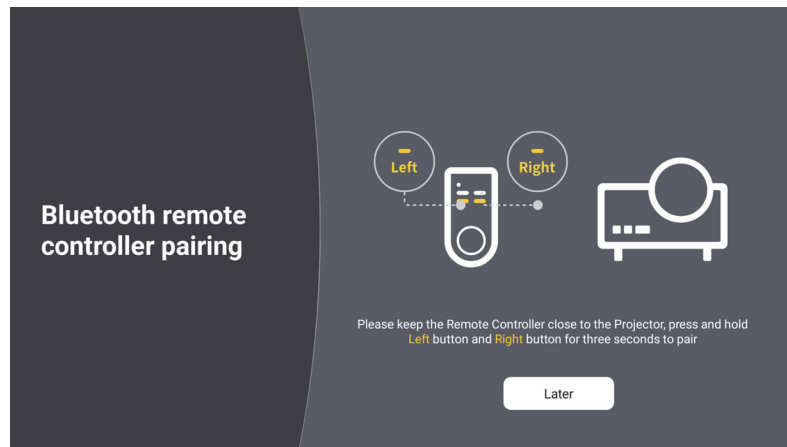 Bluetooth remote
controller pairing
Left
Right
Please keep the Remote Controller close to the Projector, press and hold
Left button and Right button for three seconds to pair
Later